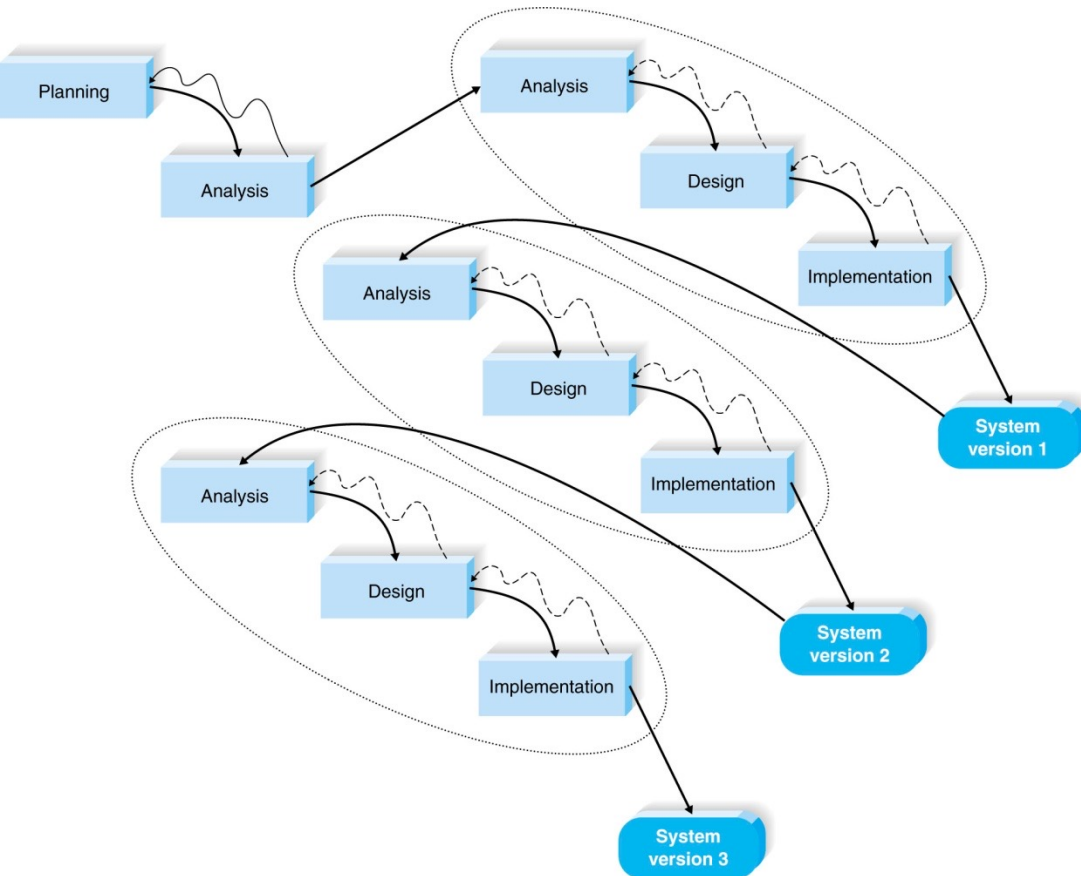 Planning
Analysis
Analysis
Design
Implementation
System
version 1
Analysis
Design
Implementation
System
version 2
Analysis
Design
Implementation
System
version 3